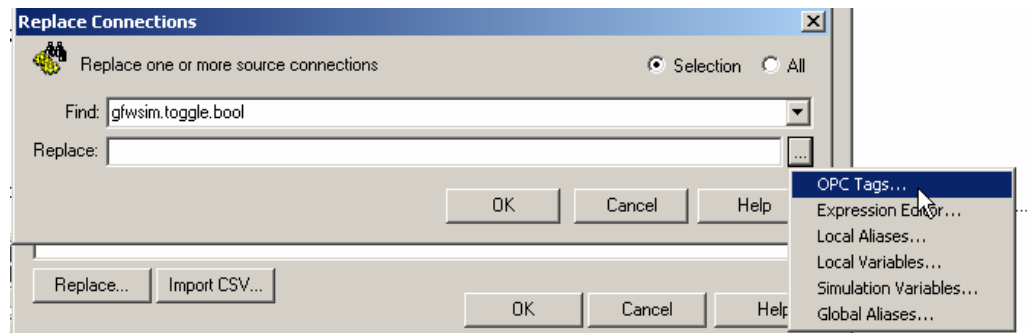 Replace Connections
Replace one or more source connections
Selection
All
Find: gfwsim.toggle.bool
Replace:
...
OK
Cancel
Help
OPC Tags...
Expression Editor...
Local Aliases...
Local Variables...
Simulation Variables...
Global Aliases...
Replace...
Import CSV...
OK
Cancel
Help